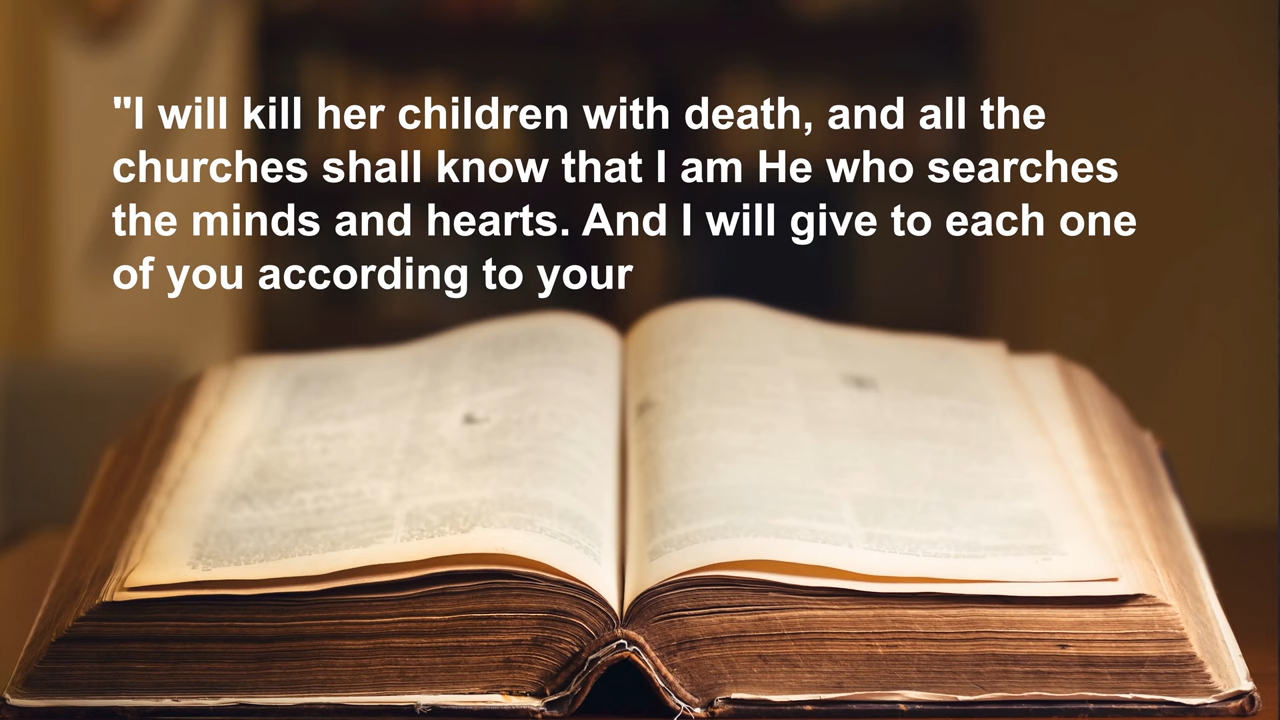 "I will kill her children with death, and all the
churches shall know that I am He who searches
the minds and hearts. And I will give to each one
of you according to your